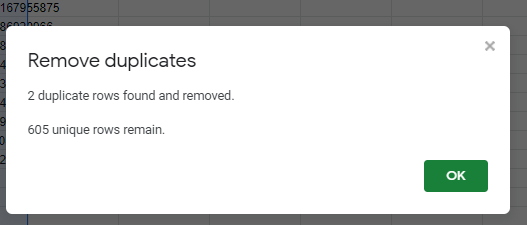 167955875
Remove duplicates
2 duplicate rows found and removed.
605 unique rows remain.
OK